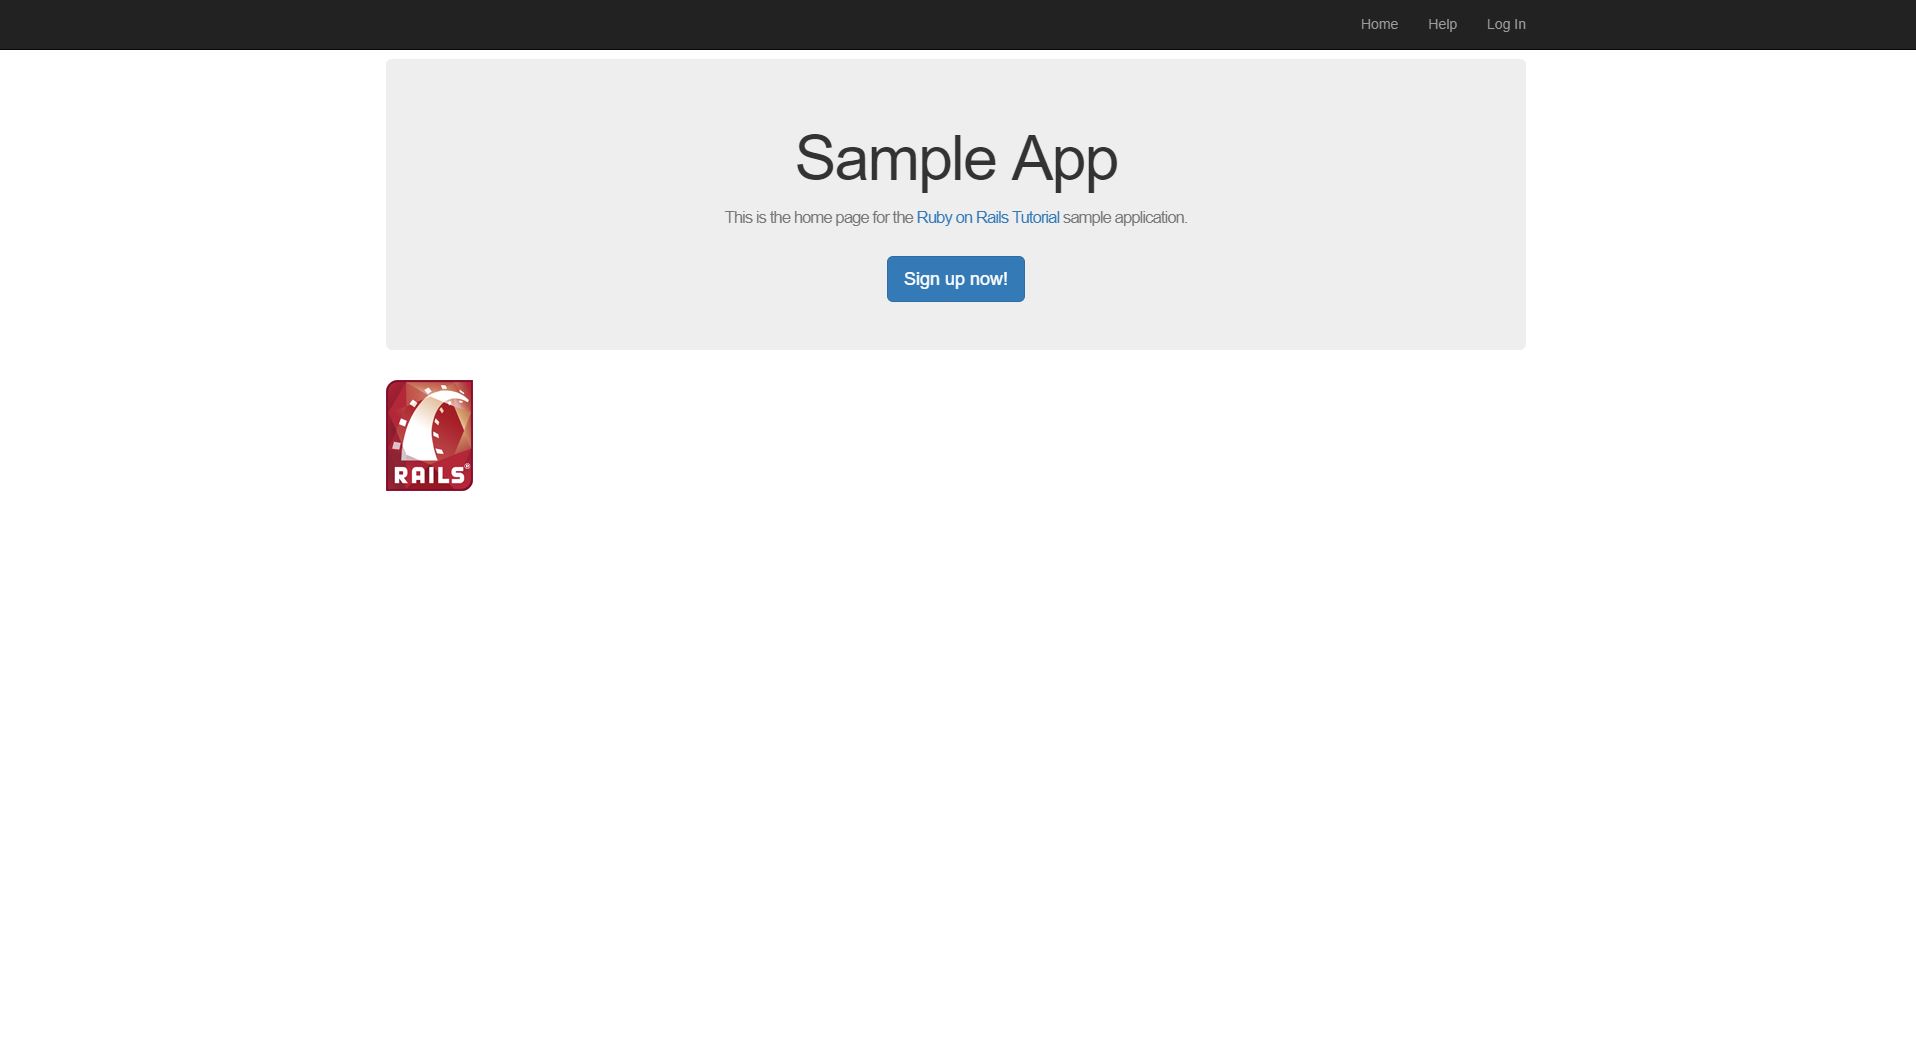 Home Help Log In
Sample App
This is the home page for the Ruby on Rails Tutorial sample application.
Sign up now!
RAILS®